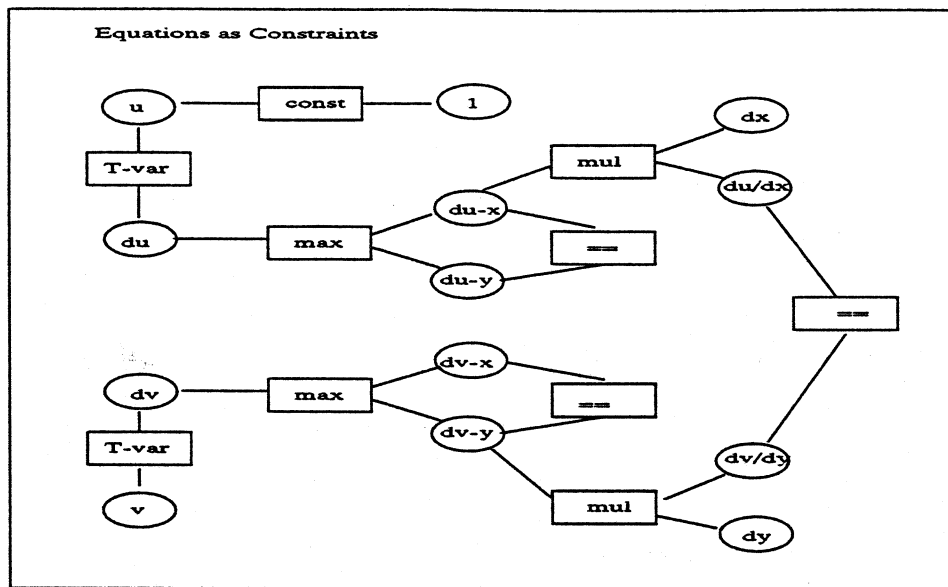 Equations as Constraints
u
const
1
dx
T-var
mul
du/dx
du-x
du
max
==
du-y
==
dv-x
dv
max
==
dv-y
T-var
dv/dy
v
mul
dy